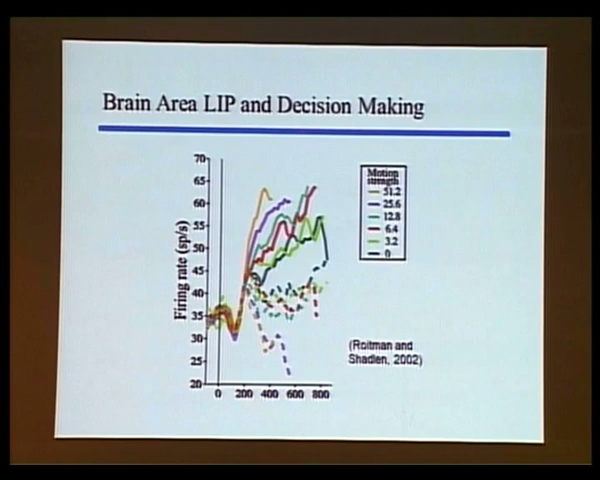 Brain Area LIP and Decision Making
70
65
60
55
50
45
40
35
30
25
20
Firing rate (sp/s)
0 200 400 600 800
Motion
strength
51.2
25.6
12.8
6.4
3.2
0
(Roitman and
Shadlen, 2002)